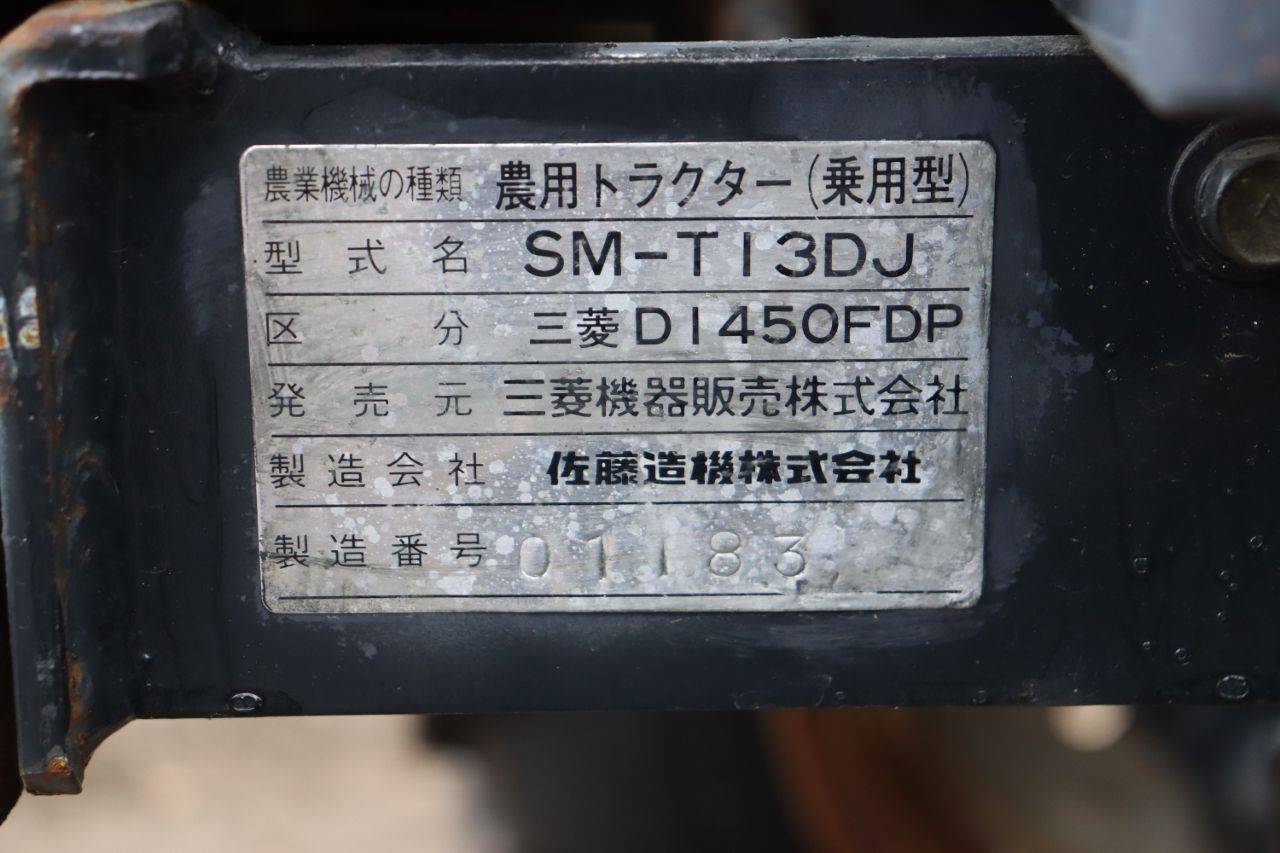 農業機械の種類 農用トラクター(乗用型)
型式名 SM-T13DJ
区分 三菱D1450FDP
発売元 三菱機器販売株式会社
製造会社 佐藤造機株式会社
製造番号 01183